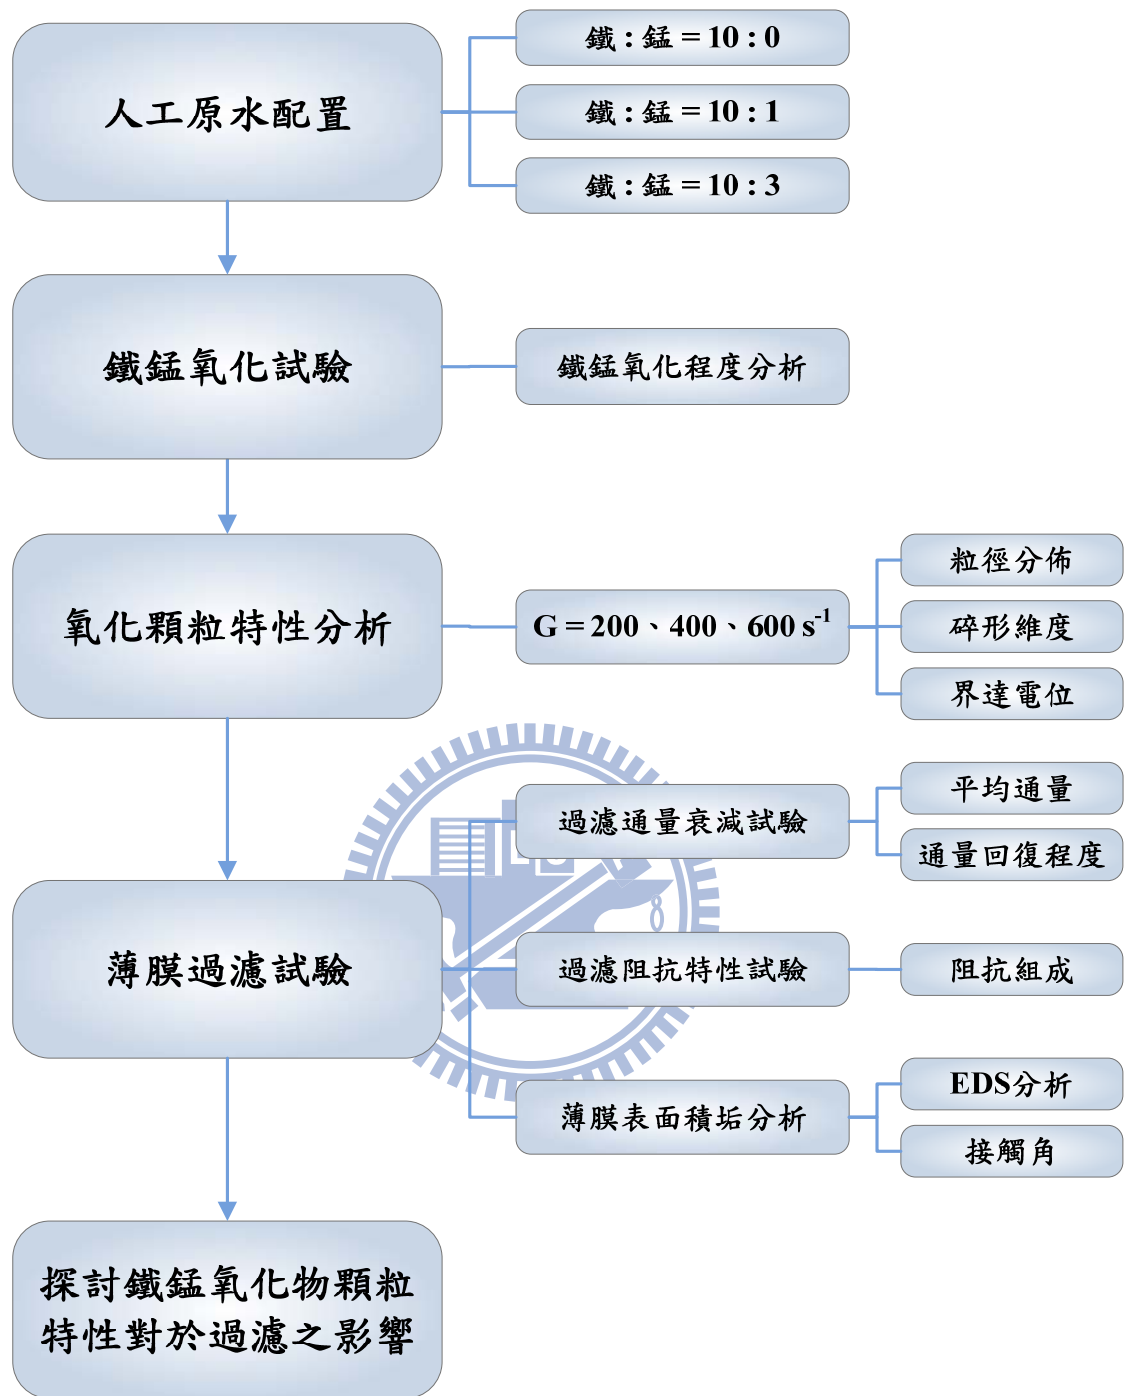 人工原水配置
鐵 : 錳 = 10 : 0
鐵 : 錳 = 10 : 1
鐵 : 錳 = 10 : 3
鐵錳氧化試驗
鐵錳氧化程度分析
氧化顆粒特性分析
G = 200、400、600 s⁻¹
粒徑分佈
碎形維度
界達電位
薄膜過濾試驗
過濾通量衰減試驗
平均通量
通量回復程度
過濾阻抗特性試驗
阻抗組成
薄膜表面積垢分析
EDS分析
接觸角
探討鐵錳氧化物顆粒
特性對於過濾之影響